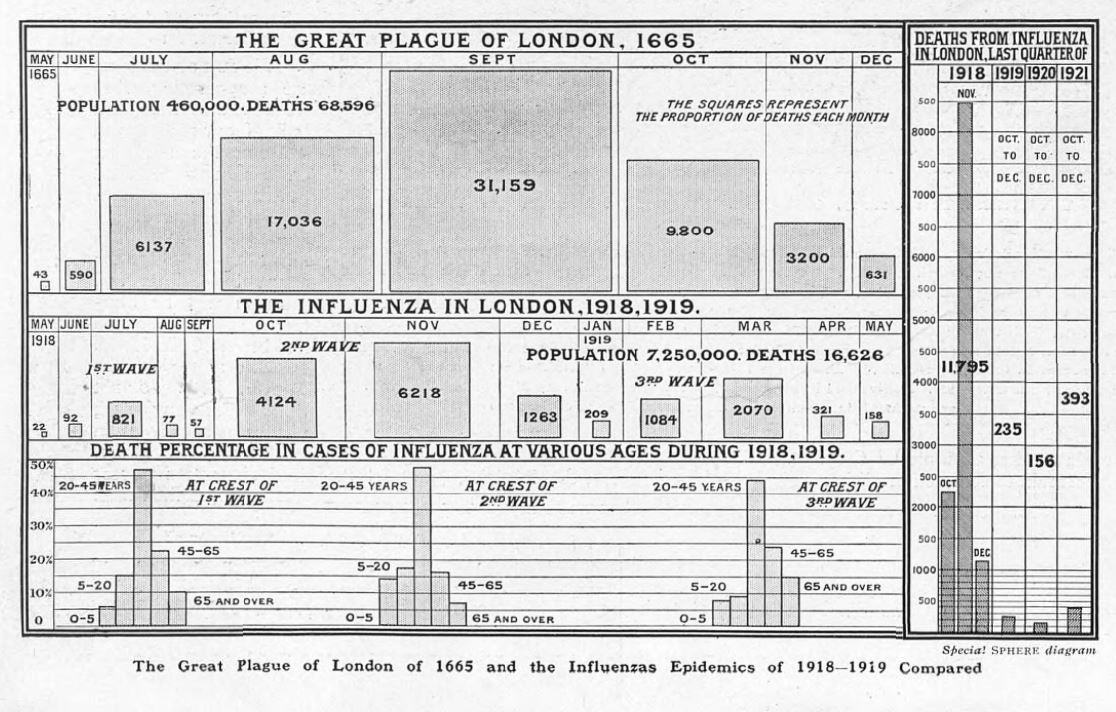 THE GREAT PLAGUE OF LONDON, 1665
MAY JUNE JULY AUG SEPT OCT NOV DEC
1665
POPULATION 460,000. DEATHS 68,596
THE SQUARES REPRESENT
THE PROPORTION OF DEATHS EACH MONTH
43 590 6137 17,036 31,159 9.800 3200 631
THE INFLUENZA IN LONDON, 1918, 1919.
MAY JUNE JULY AUG SEPT OCT NOV DEC JAN FEB MAR APR MAY
1918
1919
1ST WAVE
2ND WAVE
POPULATION 7,250,000. DEATHS 16,626
3RD WAVE
22 92 821 77 57 4124 6218 1263 209 1084 2070 321 158
DEATH PERCENTAGE IN CASES OF INFLUENZA AT VARIOUS AGES DURING 1918, 1919.
50%
40%
30%
20%
10%
0
20-45 YEARS
AT CREST OF
1ST WAVE
45-65
5-20
65 AND OVER
0-5
20-45 YEARS
AT CREST OF
2ND WAVE
5-20
45-65
0-5
65 AND OVER
20-45 YEARS
AT CREST OF
3RD WAVE
45-65
5-20
65 AND OVER
0-5
DEATHS FROM INFLUENZA
IN LONDON, LAST QUARTER OF
1918 1919 1920 1921
NOV.
500
8000
OCT. OCT. OCT.
TO TO TO
500
DEC. DEC. DEC.
7000
500
6000
500
5000
500
11,795
4000
393
500
235
3000
156
500
OCT
2000
500
DEC
1000
500
Special SPHERE diagram
The Great Plague of London of 1665 and the Influenzas Epidemics of 1918—1919 Compared